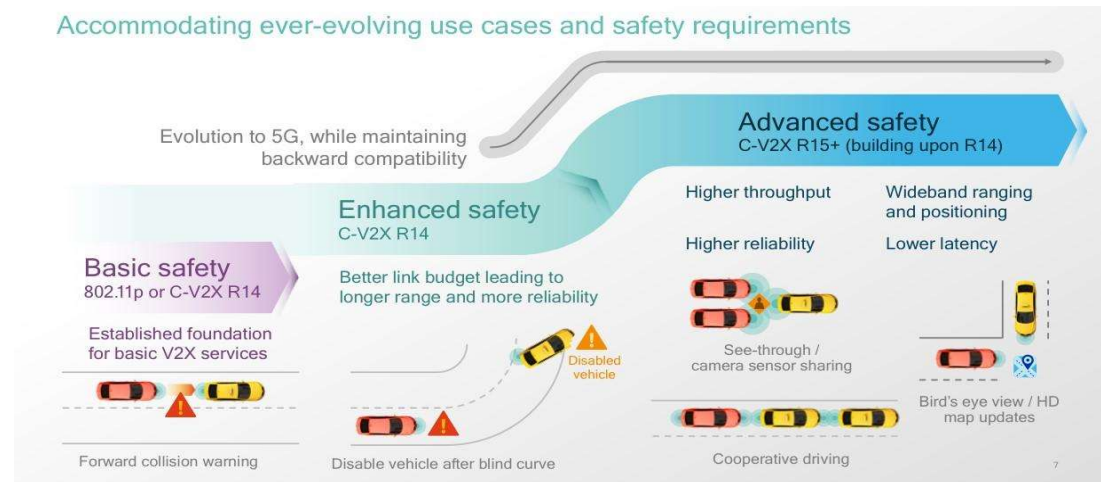 Accommodating ever-evolving use cases and safety requirements
Evolution to 5G, while maintaining
backward compatibility
Basic safety
802.11p or C-V2X R14
Established foundation
for basic V2X services
Forward collision warning
Enhanced safety
C-V2X R14
Better link budget leading to
longer range and more reliability
Disabled
vehicle
Disable vehicle after blind curve
Advanced safety
C-V2X R15+ (building upon R14)
Higher throughput
Wideband ranging
and positioning
Higher reliability
Lower latency
See-through /
camera sensor sharing
Cooperative driving
Bird's eye view / HD
map updates
7